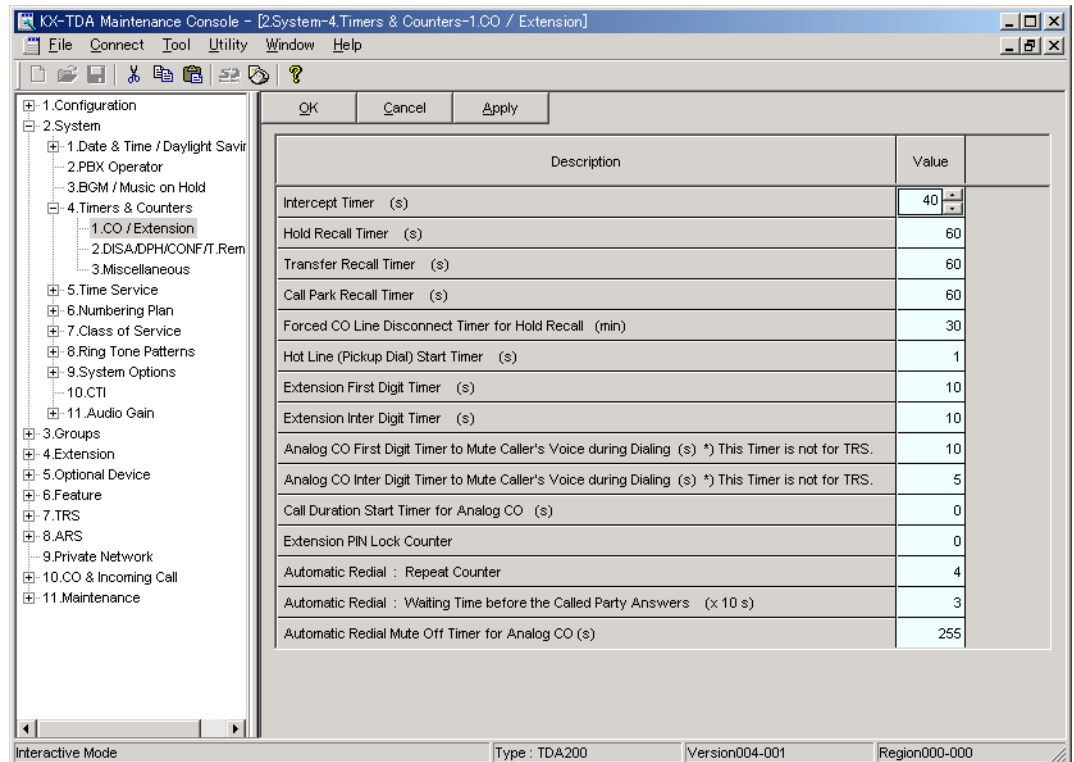 KX-TDA Maintenance Console - [2.System-4.Timers & Counters-1.CO / Extension]
File Connect Tool Utility Window Help
1.Configuration
2.System
1.Date & Time / Daylight Savir
2.PBX Operator
3.BGM / Music on Hold
4.Timers & Counters
1.CO / Extension
2.DISA/DPH/CONF/T.Rem
3.Miscellaneous
5.Time Service
6.Numbering Plan
7.Class of Service
8.Ring Tone Patterns
9.System Options
10.CTI
11.Audio Gain
3.Groups
4.Extension
5.Optional Device
6.Feature
7.TRS
8.ARS
9.Private Network
10.CO & Incoming Call
11.Maintenance
OK Cancel Apply
Description Value
Intercept Timer (s) 40
Hold Recall Timer (s) 60
Transfer Recall Timer (s) 60
Call Park Recall Timer (s) 60
Forced CO Line Disconnect Timer for Hold Recall (min) 30
Hot Line (Pickup Dial) Start Timer (s) 1
Extension First Digit Timer (s) 10
Extension Inter Digit Timer (s) 10
Analog CO First Digit Timer to Mute Caller's Voice during Dialing (s) *) This Timer is not for TRS. 10
Analog CO Inter Digit Timer to Mute Caller's Voice during Dialing (s) *) This Timer is not for TRS. 5
Call Duration Start Timer for Analog CO (s) 0
Extension PIN Lock Counter 0
Automatic Redial : Repeat Counter 4
Automatic Redial : Waiting Time before the Called Party Answers (x 10 s) 3
Automatic Redial Mute Off Timer for Analog CO (s) 255
Interactive Mode Type : TDA200 Version004-001 Region000-000